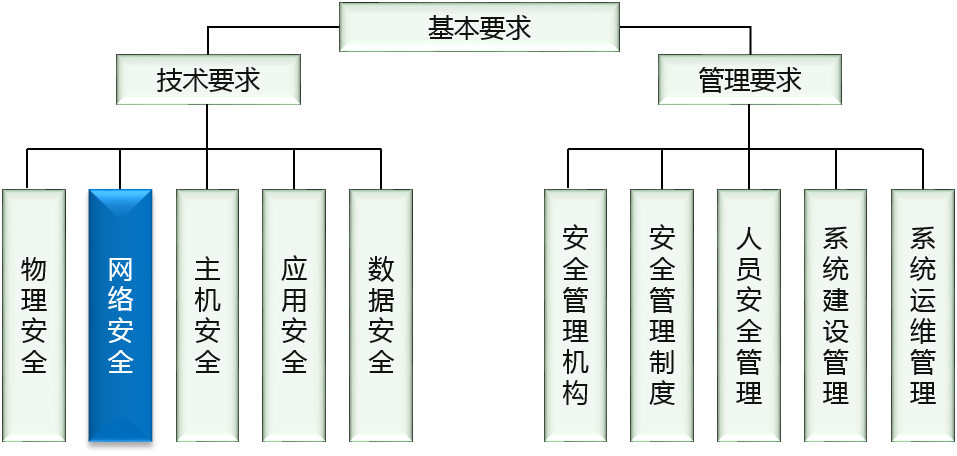 基本要求
技术要求
管理要求
物理安全
网络安全
主机安全
应用安全
数据安全
安全管理机构
安全管理制度
人员安全管理
系统建设管理
系统运维管理